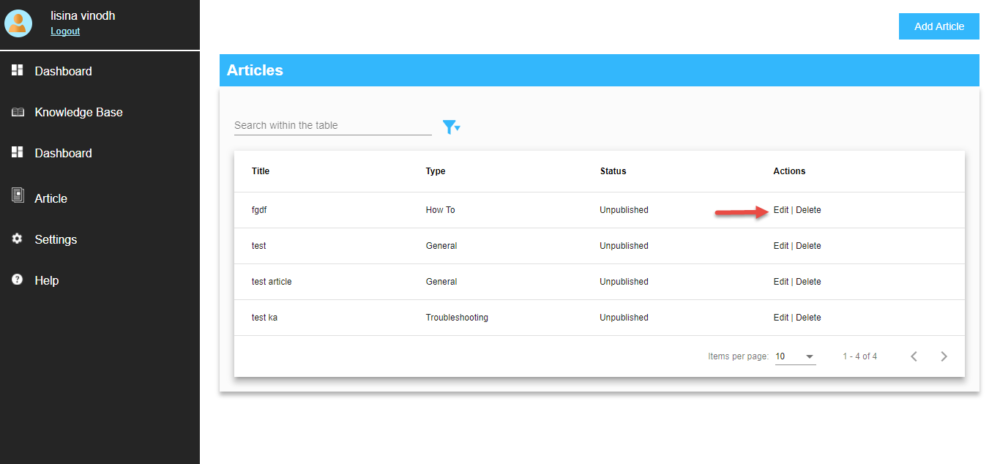 lisina vinodh
Logout
Dashboard
Knowledge Base
Dashboard
Article
Settings
Help
Add Article
Articles
Search within the table
Title Type Status Actions
fgdf How To Unpublished Edit | Delete
test General Unpublished Edit | Delete
test article General Unpublished Edit | Delete
test ka Troubleshooting Unpublished Edit | Delete
Items per page: 10 1 - 4 of 4